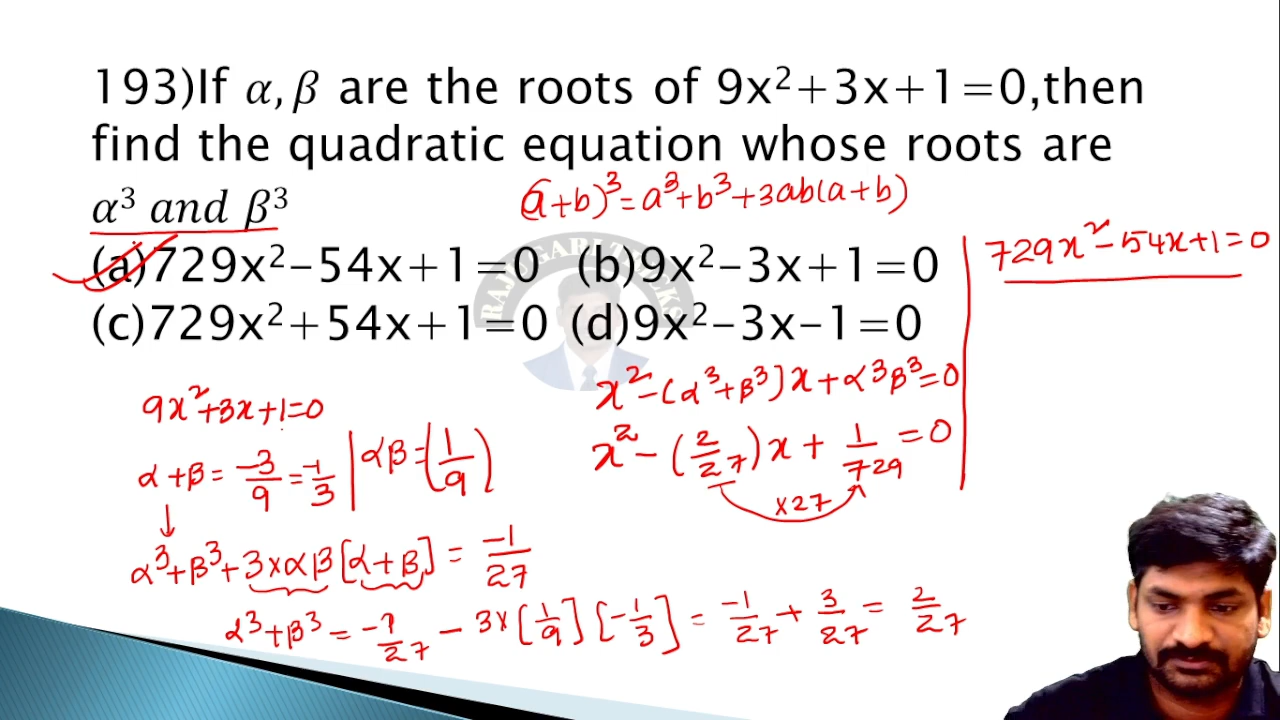 193)If α,β are the roots of 9x²+3x+1=0,then
find the quadratic equation whose roots are
α³ and β³
(a+b)³=a³+b³+3ab(a+b)
(a)729x²−54x+1=0 (b)9x²−3x+1=0
(c)729x²+54x+1=0 (d)9x²−3x−1=0
729x²−54x+1=0
9x²+3x+1=0
α+β = -3/9 = -1/3 | αβ = (1/9)
α³+β³+3×αβ[α+β] = -1/27
α³+β³ = -1/27 − 3×[1/9][-1/3] = -1/27 + 3/27 = 2/27
x²−(α³+β³)x+α³β³=0
x² − (2/27)x + 1/729 = 0
×27